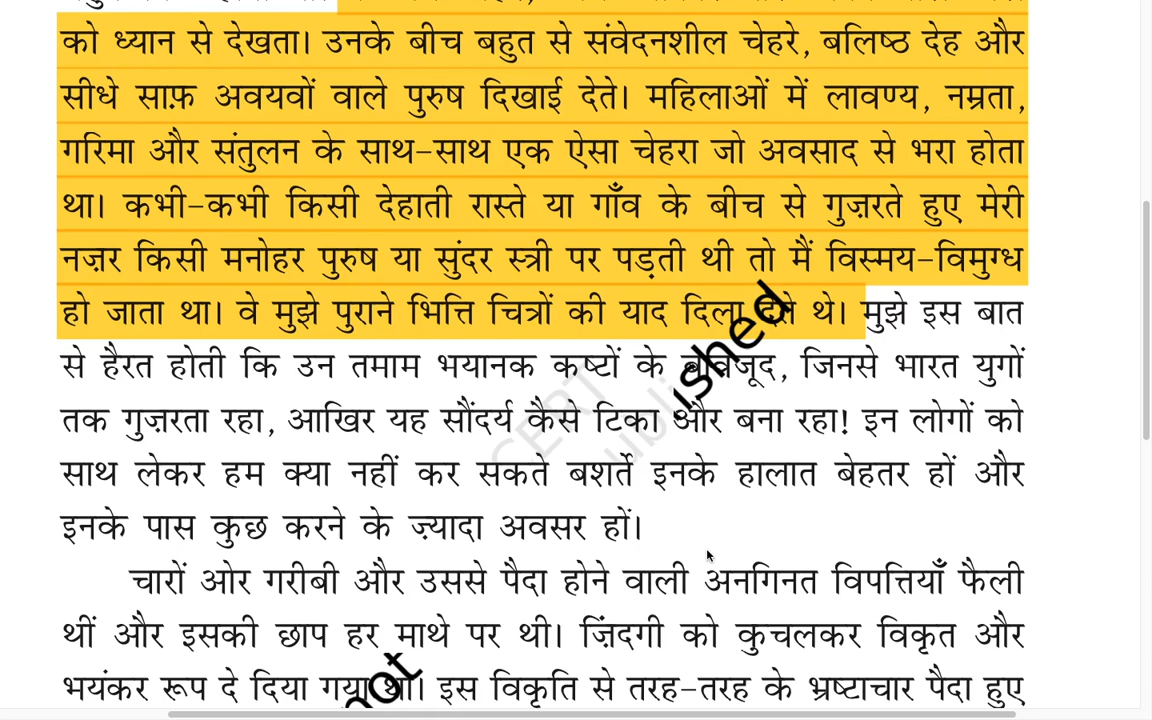 को ध्यान से देखता। उनके बीच बहुत से संवेदनशील चेहरे, बलिष्ठ देह और
सीधे साफ़ अवयवों वाले पुरुष दिखाई देते। महिलाओं में लावण्य, नम्रता,
गरिमा और संतुलन के साथ-साथ एक ऐसा चेहरा जो अवसाद से भरा होता
था। कभी-कभी किसी देहाती रास्ते या गाँव के बीच से गुज़रते हुए मेरी
नज़र किसी मनोहर पुरुष या सुंदर स्त्री पर पड़ती थी तो मैं विस्मय-विमुग्ध
हो जाता था। वे मुझे पुराने भित्ति चित्रों की याद दिला देते थे। मुझे इस बात
से हैरत होती कि उन तमाम भयानक कष्टों के बावजूद, जिनसे भारत युगों
तक गुज़रता रहा, आखिर यह सौंदर्य कैसे टिका और बना रहा! इन लोगों को
साथ लेकर हम क्या नहीं कर सकते बशर्ते इनके हालात बेहतर हों और
इनके पास कुछ करने के ज़्यादा अवसर हों।
चारों ओर गरीबी और उससे पैदा होने वाली अनगिनत विपत्तियाँ फैली
थीं और इसकी छाप हर माथे पर थी। ज़िंदगी को कुचलकर विकृत और
भयंकर रूप दे दिया गया था। इस विकृति से तरह-तरह के भ्रष्टाचार पैदा हुए
CERT
ubli
ished
not